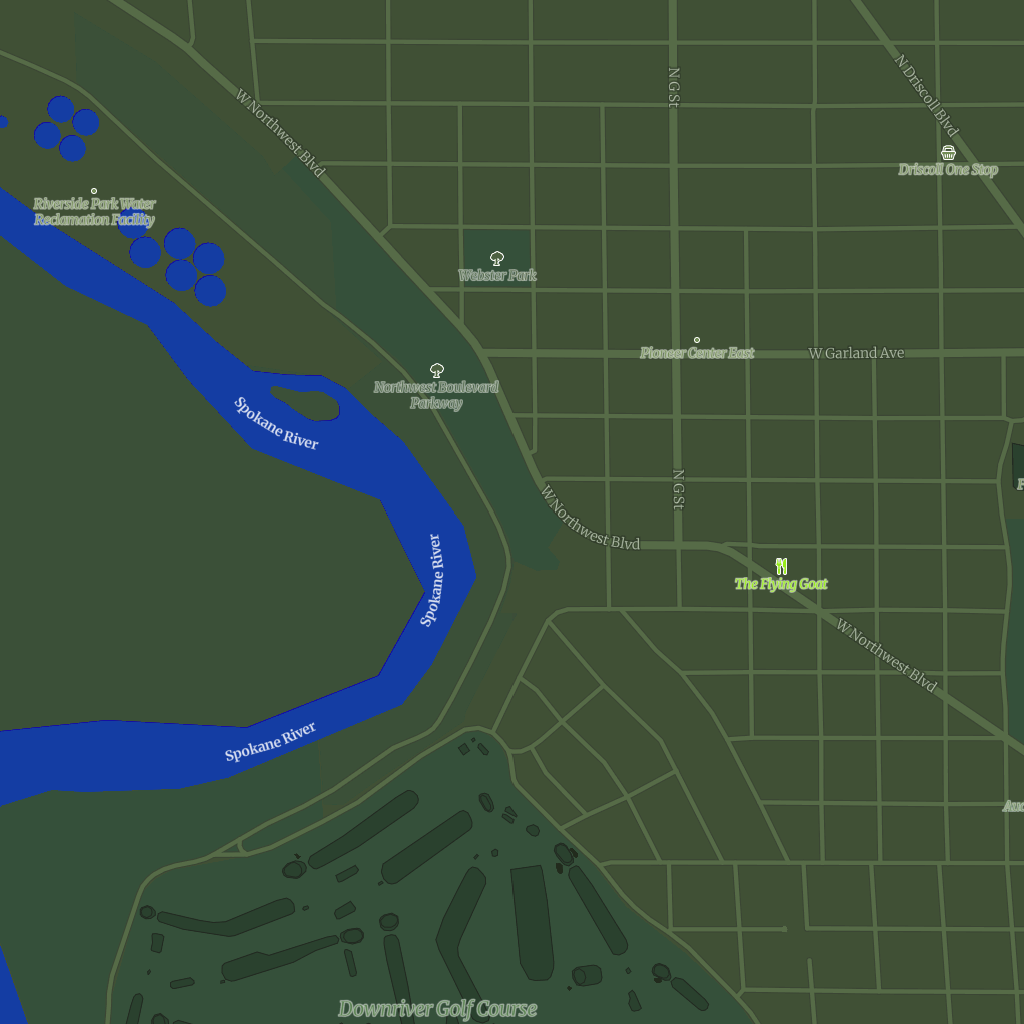 N G St
N Driscoll Blvd
W Northwest Blvd
Driscoll One Stop
Riverside Park Water
Reclamation Facility
Webster Park
Pioneer Center East
W Garland Ave
Northwest Boulevard
Parkway
Spokane River
N G St
W Northwest Blvd
Spokane River
The Flying Goat
W Northwest Blvd
Spokane River
Downriver Golf Course